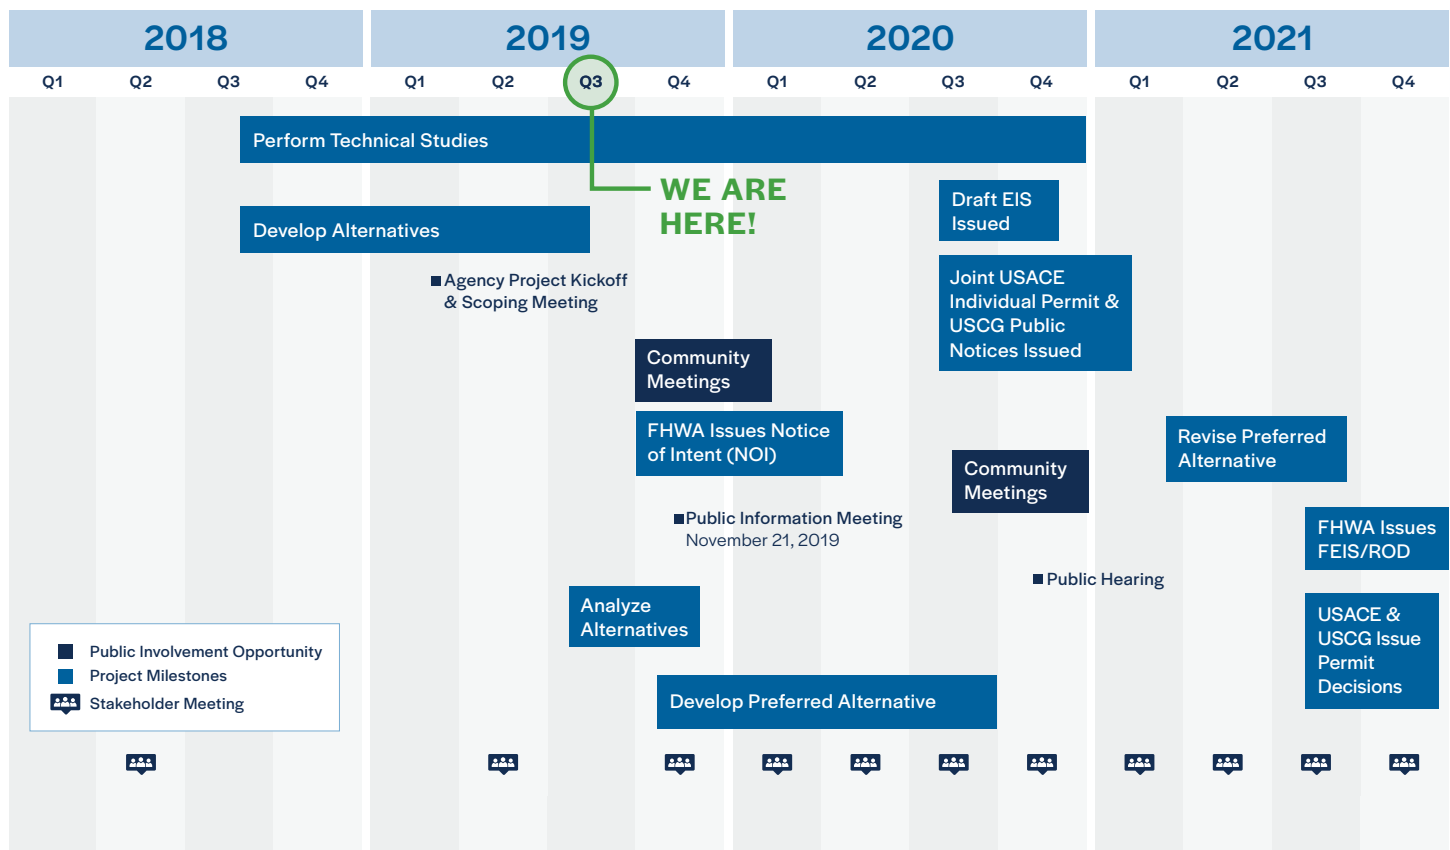 2018 2019 2020 2021
Q1 Q2 Q3 Q4 Q1 Q2 Q3 Q4 Q1 Q2 Q3 Q4 Q1 Q2 Q3 Q4
Perform Technical Studies
WE ARE
HERE!
Develop Alternatives
Draft EIS
Issued
Agency Project Kickoff
& Scoping Meeting
Joint USACE
Individual Permit &
USCG Public
Notices Issued
Community
Meetings
FHWA Issues Notice
of Intent (NOI)
Revise Preferred
Alternative
Community
Meetings
Public Information Meeting
November 21, 2019
FHWA Issues
FEIS/ROD
Public Hearing
Analyze
Alternatives
USACE &
USCG Issue
Permit
Decisions
Develop Preferred Alternative
Public Involvement Opportunity
Project Milestones
Stakeholder Meeting